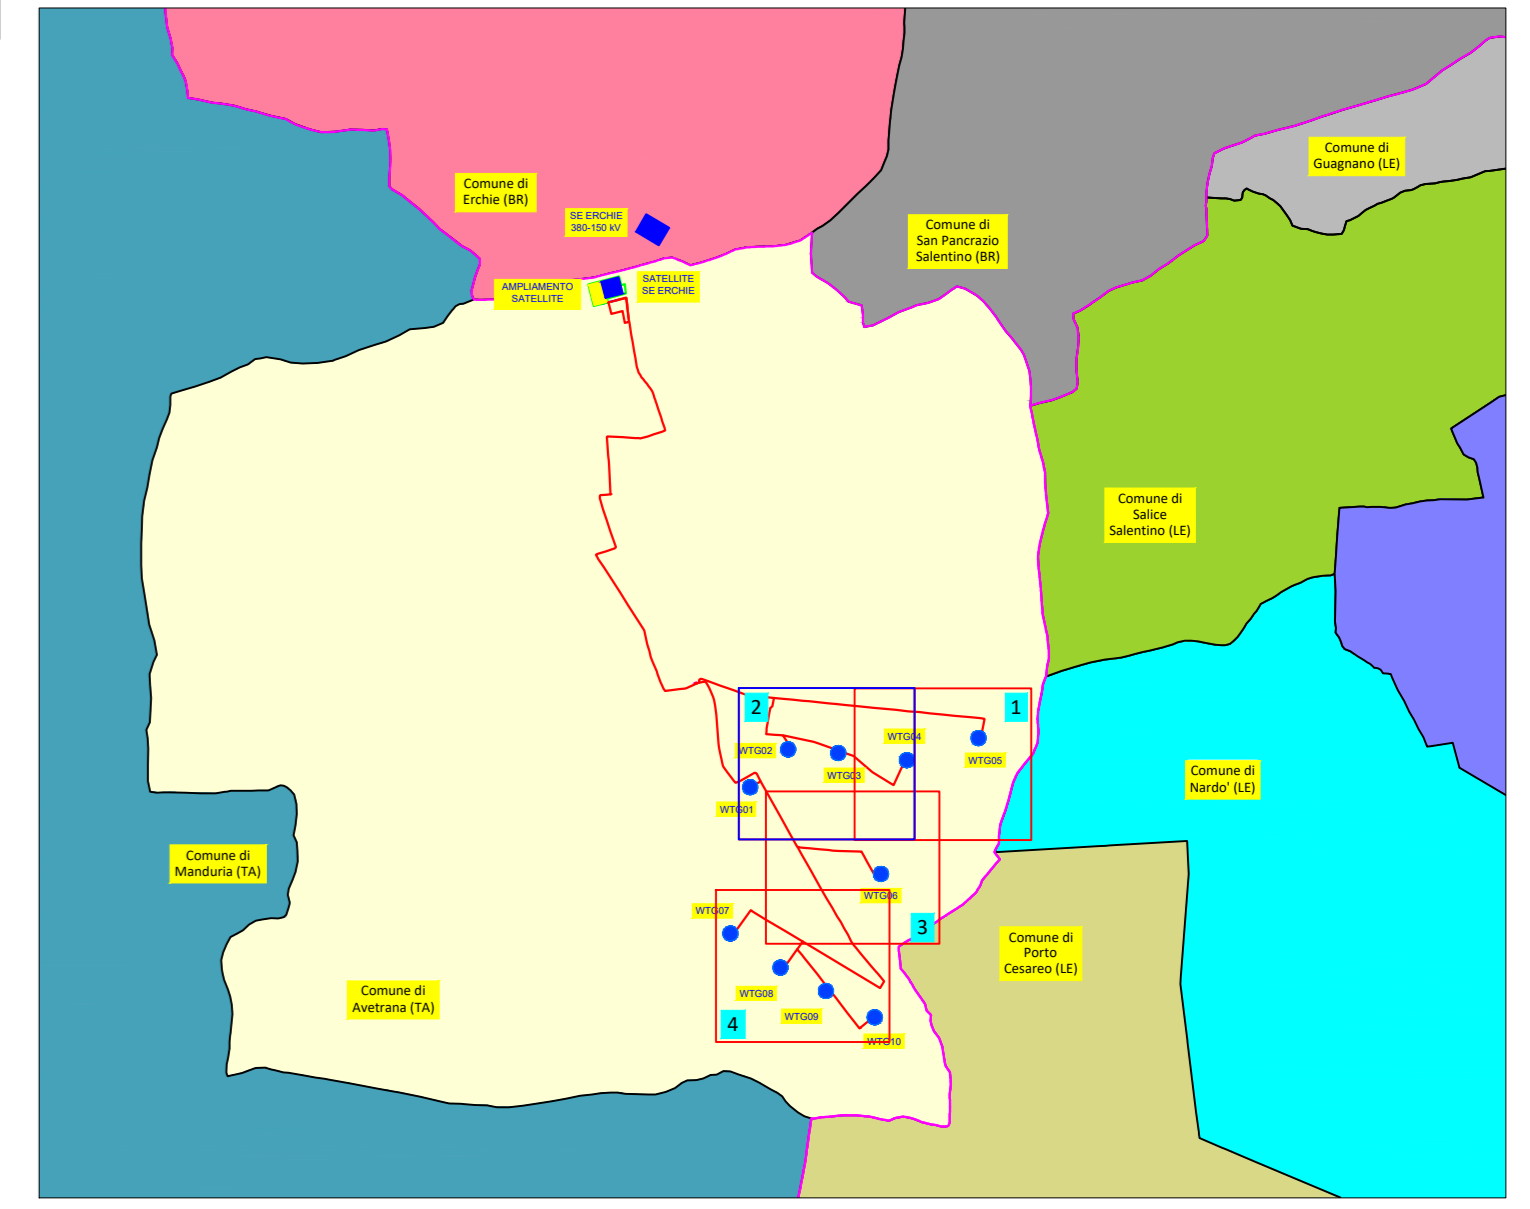 Comune di
Guagnano (LE)
Comune di
Erchie (BR)
SE ERCHIE
380-150 kV
Comune di
San Pancrazio
Salentino (BR)
AMPLIAMENTO
SATELLITE
SATELLITE
SE ERCHIE
Comune di
Salice
Salentino (LE)
2
1
WTG04
WTG02
WTG05
WTG03
WTG01
Comune di
Nardo' (LE)
Comune di
Manduria (TA)
WTG06
WTG07
3
Comune di
Porto
Cesareo (LE)
WTG08
Comune di
Avetrana (TA)
WTG09
4
WTG10